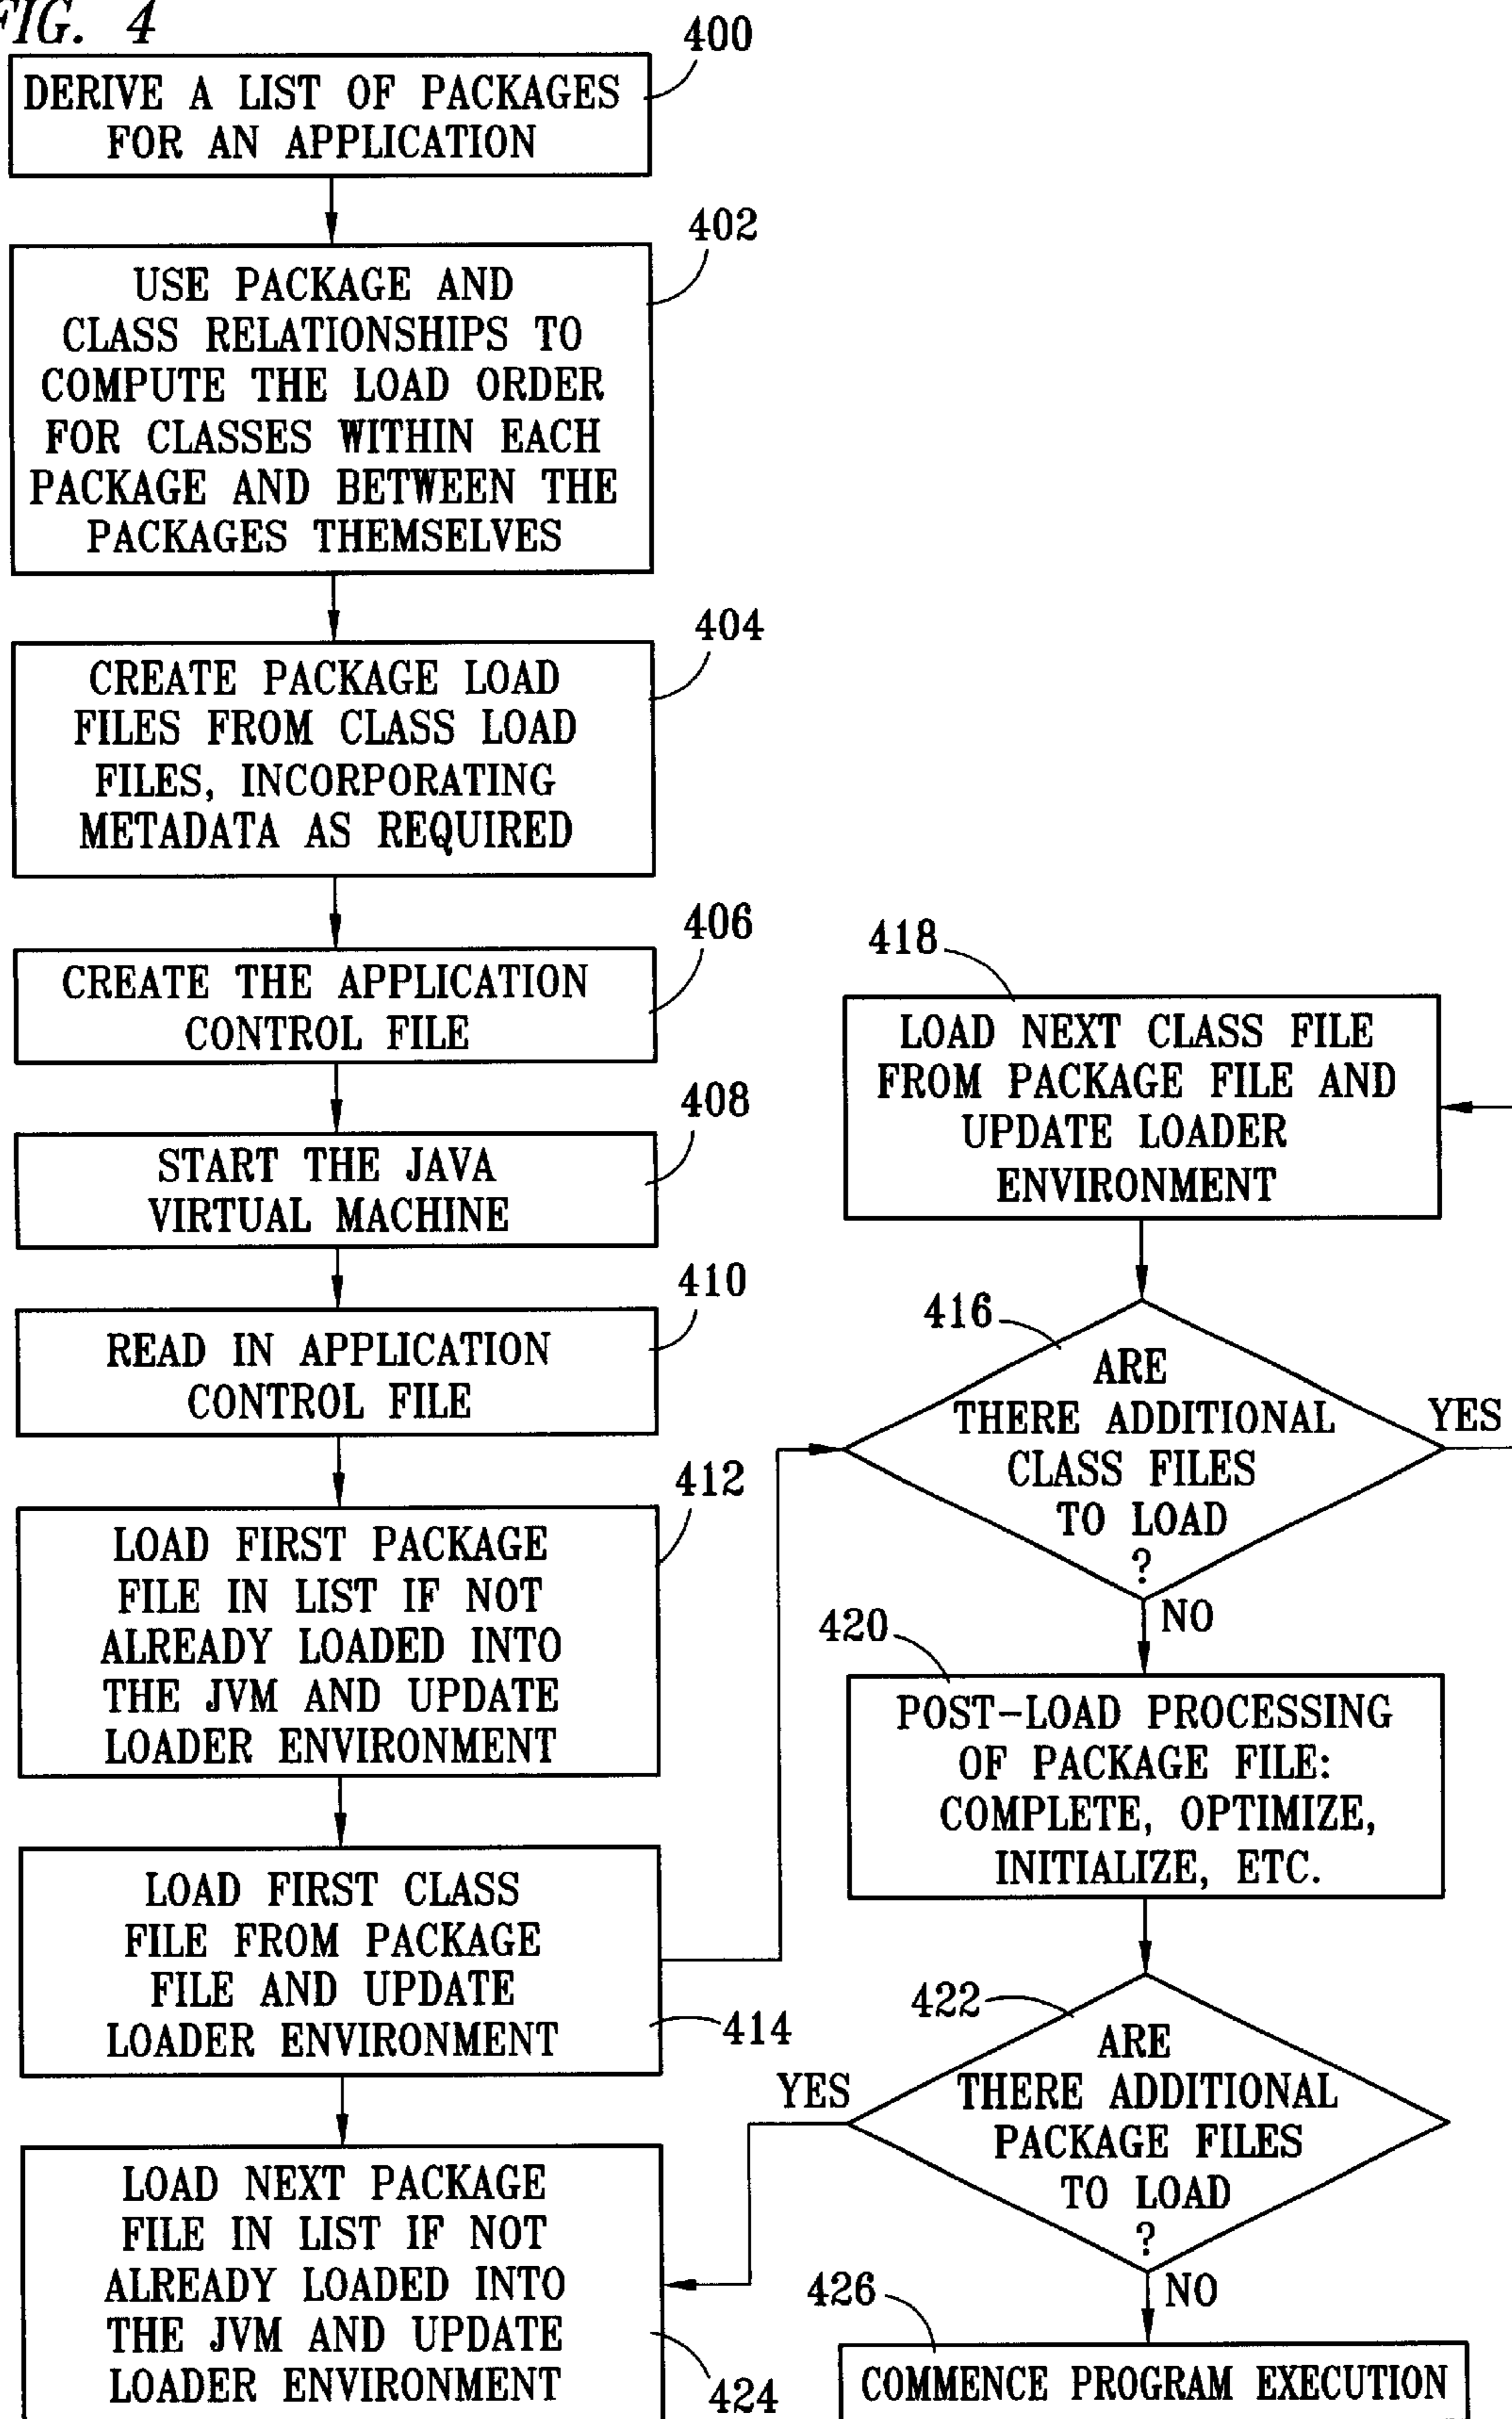 FIG. 4
400
DERIVE A LIST OF PACKAGES
FOR AN APPLICATION
402
USE PACKAGE AND
CLASS RELATIONSHIPS TO
COMPUTE THE LOAD ORDER
FOR CLASSES WITHIN EACH
PACKAGE AND BETWEEN THE
PACKAGES THEMSELVES
404
CREATE PACKAGE LOAD
FILES FROM CLASS LOAD
FILES, INCORPORATING
METADATA AS REQUIRED
406
CREATE THE APPLICATION
CONTROL FILE
408
START THE JAVA
VIRTUAL MACHINE
410
READ IN APPLICATION
CONTROL FILE
412
LOAD FIRST PACKAGE
FILE IN LIST IF NOT
ALREADY LOADED INTO
THE JVM AND UPDATE
LOADER ENVIRONMENT
LOAD FIRST CLASS
FILE FROM PACKAGE
FILE AND UPDATE
LOADER ENVIRONMENT
414
LOAD NEXT PACKAGE
FILE IN LIST IF NOT
ALREADY LOADED INTO
THE JVM AND UPDATE
LOADER ENVIRONMENT
424
418
LOAD NEXT CLASS FILE
FROM PACKAGE FILE AND
UPDATE LOADER
ENVIRONMENT
416
ARE
THERE ADDITIONAL
CLASS FILES
TO LOAD
?
YES
NO
420
POST-LOAD PROCESSING
OF PACKAGE FILE:
COMPLETE, OPTIMIZE,
INITIALIZE, ETC.
422
ARE
THERE ADDITIONAL
PACKAGE FILES
TO LOAD
?
YES
NO
426
COMMENCE PROGRAM EXECUTION